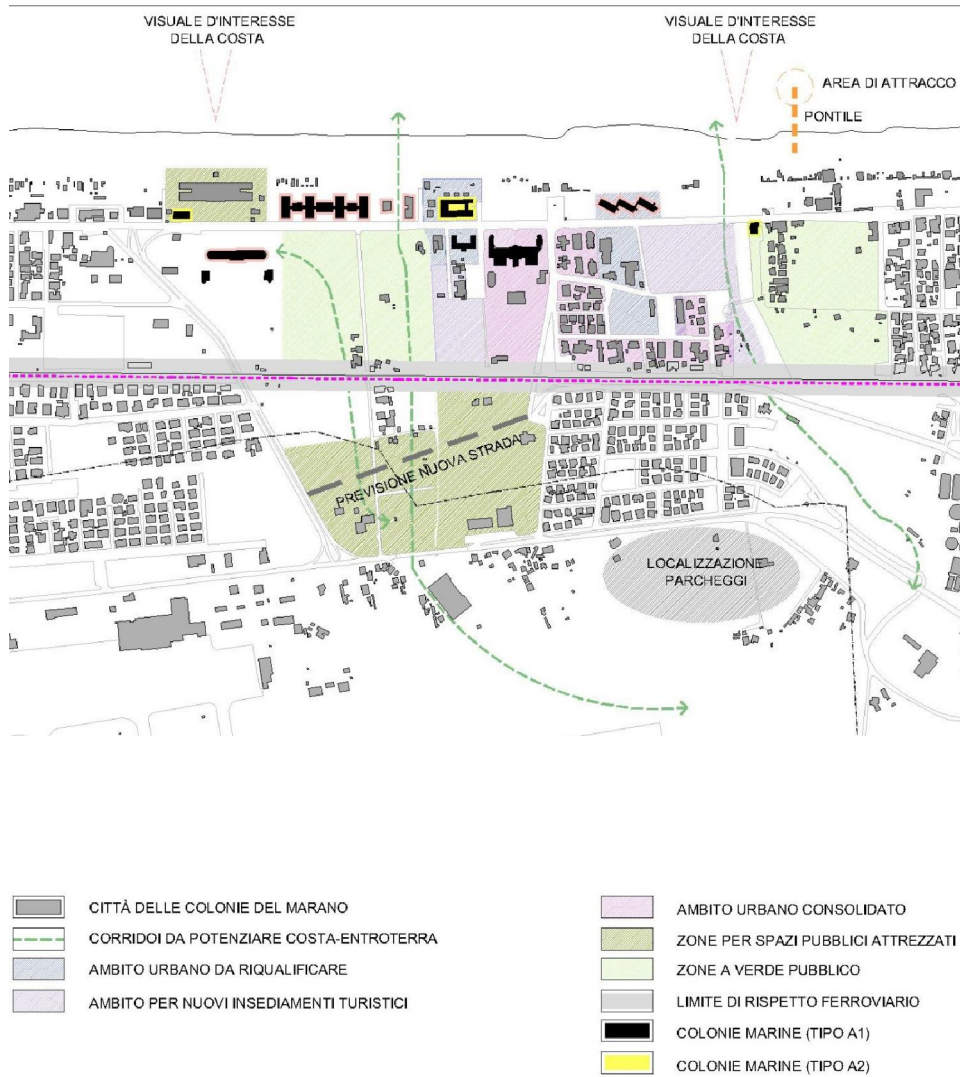 VISUALE D'INTERESSE
DELLA COSTA
VISUALE D'INTERESSE
DELLA COSTA
AREA DI ATTRACCO
PONTILE
PREVISIONE NUOVA STRADA
LOCALIZZAZIONE
PARCHEGGI
CITTÀ DELLE COLONIE DEL MARANO
CORRIDOI DA POTENZIARE COSTA-ENTROTERRA
AMBITO URBANO DA RIQUALIFICARE
AMBITO PER NUOVI INSEDIAMENTI TURISTICI
AMBITO URBANO CONSOLIDATO
ZONE PER SPAZI PUBBLICI ATTREZZATI
ZONE A VERDE PUBBLICO
LIMITE DI RISPETTO FERROVIARIO
COLONIE MARINE (TIPO A1)
COLONIE MARINE (TIPO A2)